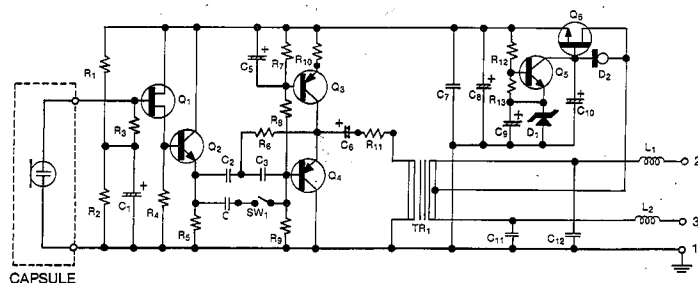 Q6
C5
R7
R10
R12
Q5
D2
R1
Q1
Q3
C7
C8
R13
C10
R3
R8
C9
D1
Q2
R6
C6
R11
C2
C3
Q4
L1
2
R2
C1
R4
C
SW1
TR1
L2
3
R5
R9
C11
C12
1
CAPSULE